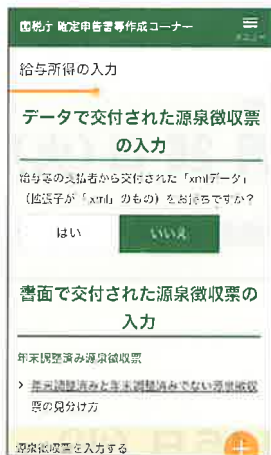 国税庁 確定申告書等作成コーナー
メニュー
給与所得の入力
データで交付された源泉徴収票
の入力
給与等の支払者から交付された「xmlデータ」
（拡張子が「.xml」のもの）をお持ちですか？
はい
いいえ
書面で交付された源泉徴収票の
入力
年末調整済み源泉徴収票
> 年末調整済みと年末調整済みでない源泉徴収
票の見分け方
源泉徴収票を入力する